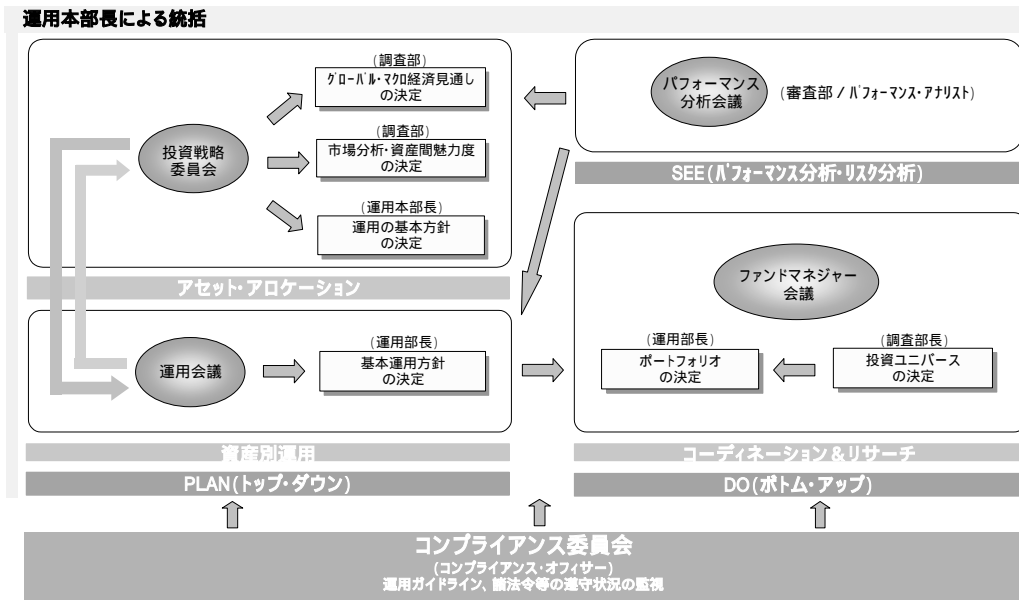 運用本部長による統括
(調査部)
グローバル・マクロ経済見通し
の決定
投資戦略
委員会
(調査部)
市場分析・資産間魅力度
の決定
(運用本部長)
運用の基本方針
の決定
アセット・アロケーション
運用会議
(運用部長)
基本運用方針
の決定
資産別運用
PLAN(トップ・ダウン)
パフォーマンス
分析会議
(審査部 / パフォーマンス・アナリスト)
SEE(パフォーマンス分析・リスク分析)
ファンドマネジャー
会議
(運用部長)
ポートフォリオ
の決定
(調査部長)
投資ユニバース
の決定
コーディネーション&リサーチ
DO(ボトム・アップ)
コンプライアンス委員会
(コンプライアンス・オフィサー)
運用ガイドライン、諸法令等の遵守状況の監視